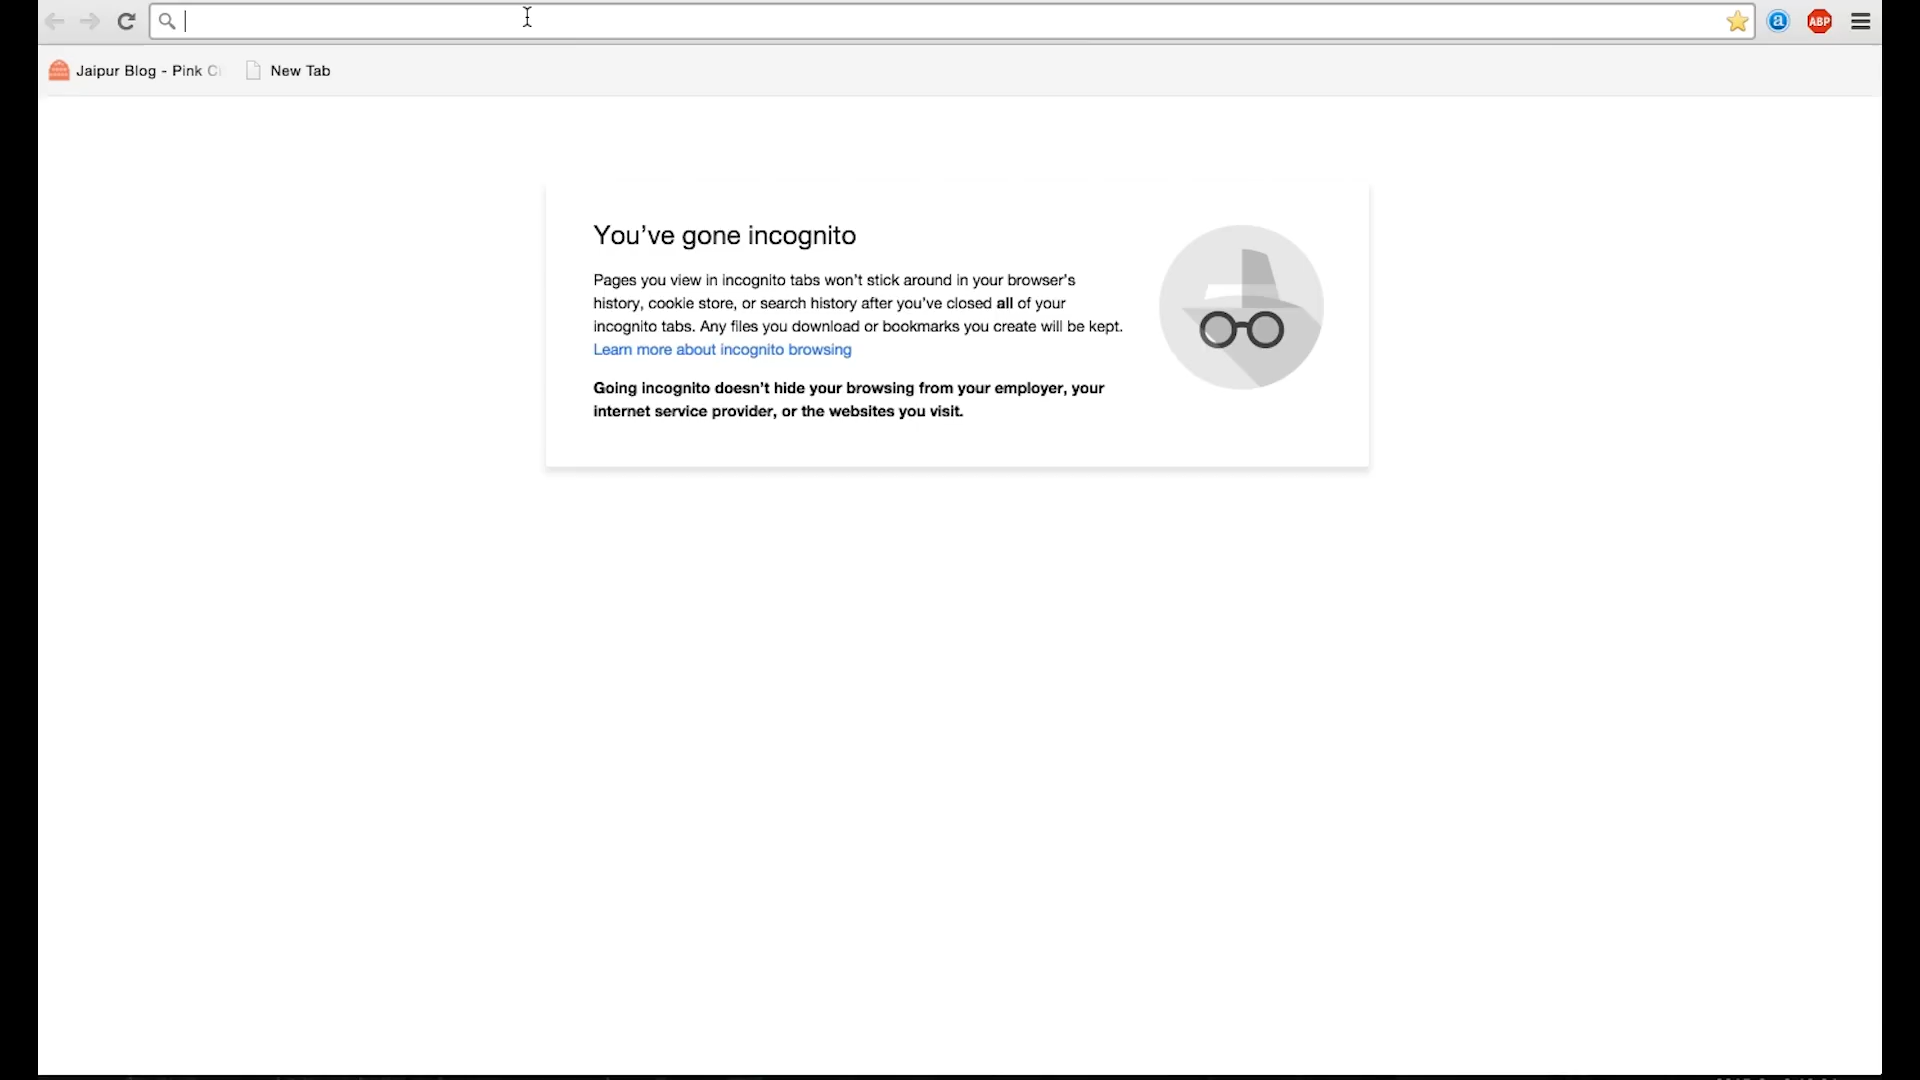 a
ABP
Jaipur Blog - Pink C
New Tab
You've gone incognito
Pages you view in incognito tabs won't stick around in your browser's
history, cookie store, or search history after you've closed all of your
incognito tabs. Any files you download or bookmarks you create will be kept.
Learn more about incognito browsing
Going incognito doesn't hide your browsing from your employer, your
internet service provider, or the websites you visit.